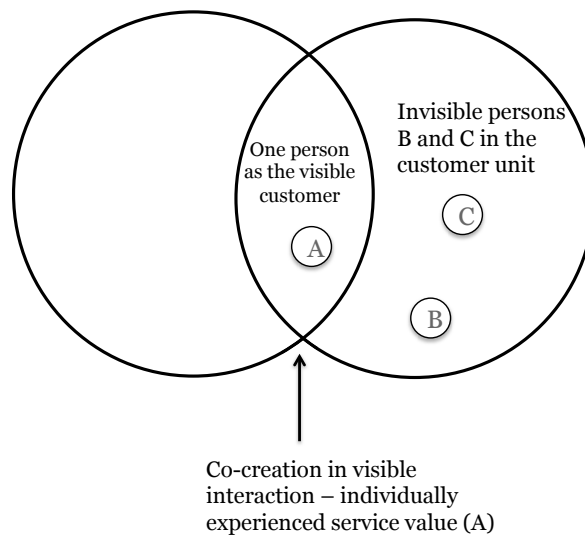 Invisible persons
B and C in the
customer unit
One person
as the visible
customer
C
A
B
Co-creation in visible
interaction – individually
experienced service value (A)